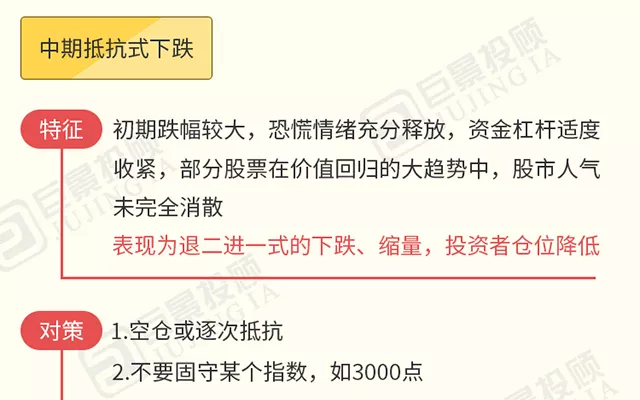 中期抵抗式下跌
特征
初期跌幅较大，恐慌情绪充分释放，资金杠杆适度
收紧，部分股票在价值回归的大趋势中，股市人气
未完全消散
表现为退二进一式的下跌、缩量，投资者仓位降低
对策
1.空仓或逐次抵抗
2.不要固守某个指数，如3000点
巨景投顾
JUJING IA
巨景投顾
JUJING IA
巨景投顾
JUJING IA
巨景投顾